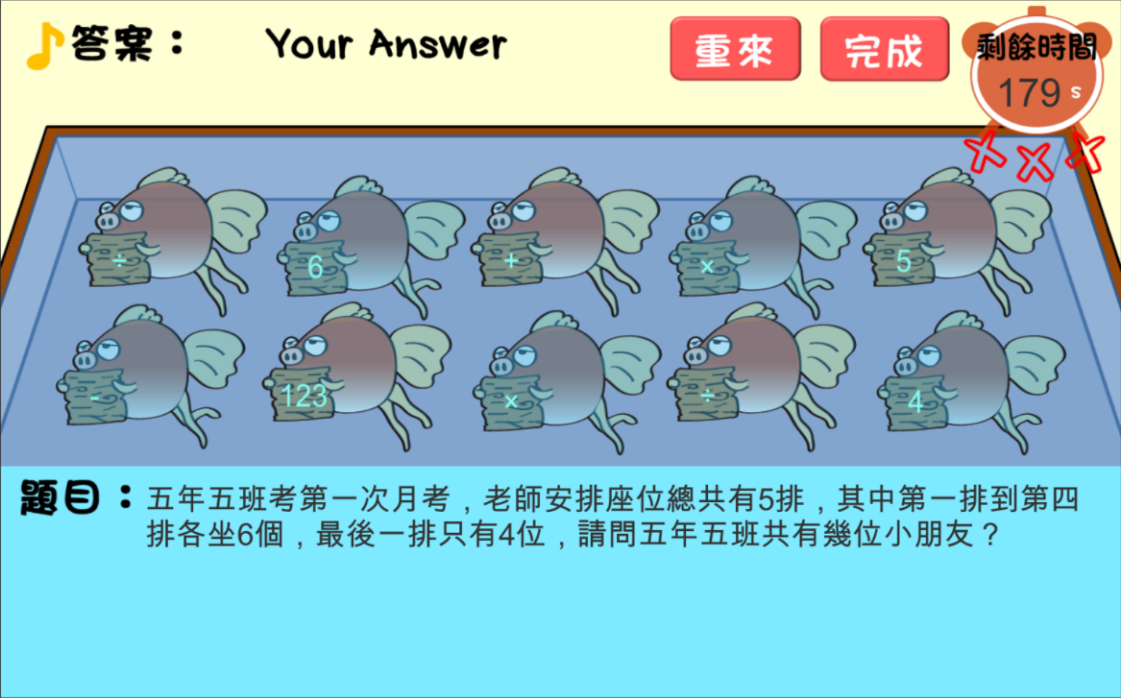 答案： Your Answer 重來 完成 剩餘時間
179 s
÷ 6 + × 5
- 123 × ÷ 4
題目：五年五班考第一次月考，老師安排座位總共有5排，其中第一排到第四
排各坐6個，最後一排只有4位，請問五年五班共有幾位小朋友？